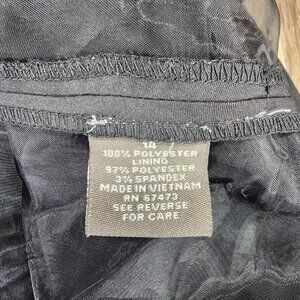 14
100% POLYESTER
LINING
97% POLYESTER
3% SPANDEX
MADE IN VIETNAM
RN 67473
SEE REVERSE
FOR CARE